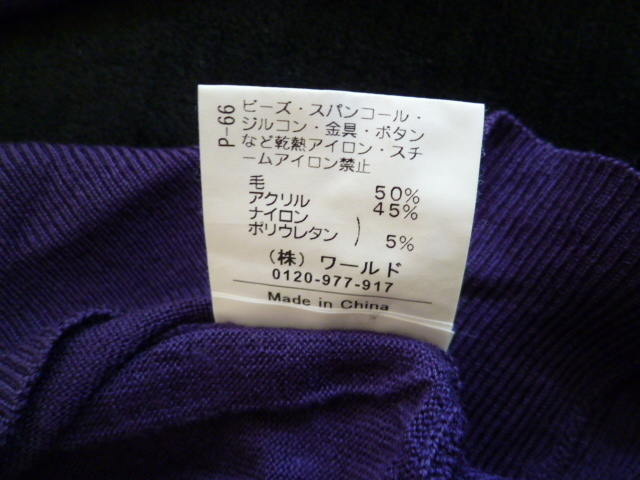 P-66
ビーズ・スパンコール・
ジルコン・金具・ボタン
など乾熱アイロン・スチ
ームアイロン禁止
毛 50%
アクリル 45%
ナイロン
ポリウレタン ) 5%
(株) ワールド
0120-977-917
Made in China